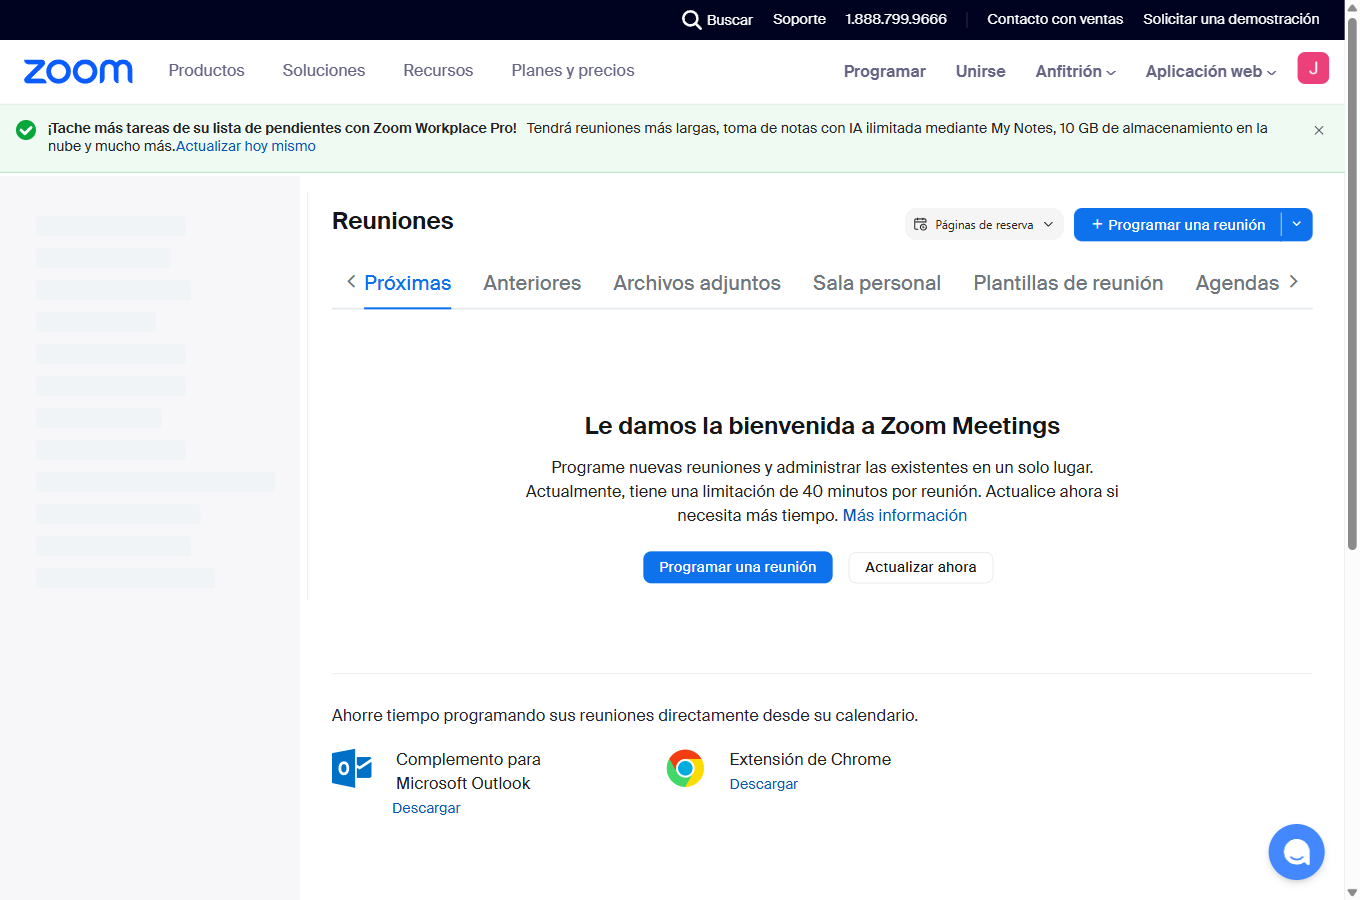 Buscar Soporte 1.888.799.9666 Contacto con ventas Solicitar una demostración
zoom Productos Soluciones Recursos Planes y precios Programar Unirse Anfitrión Aplicación web J
¡Tache más tareas de su lista de pendientes con Zoom Workplace Pro! Tendrá reuniones más largas, toma de notas con IA ilimitada mediante My Notes, 10 GB de almacenamiento en la
nube y mucho más.Actualizar hoy mismo
Reuniones
Páginas de reserva
+ Programar una reunión
Próximas Anteriores Archivos adjuntos Sala personal Plantillas de reunión Agendas
Le damos la bienvenida a Zoom Meetings
Programe nuevas reuniones y administrar las existentes en un solo lugar.
Actualmente, tiene una limitación de 40 minutos por reunión. Actualice ahora si
necesita más tiempo. Más información
Programar una reunión Actualizar ahora
Ahorre tiempo programando sus reuniones directamente desde su calendario.
Complemento para
Microsoft Outlook
Descargar
Extensión de Chrome
Descargar